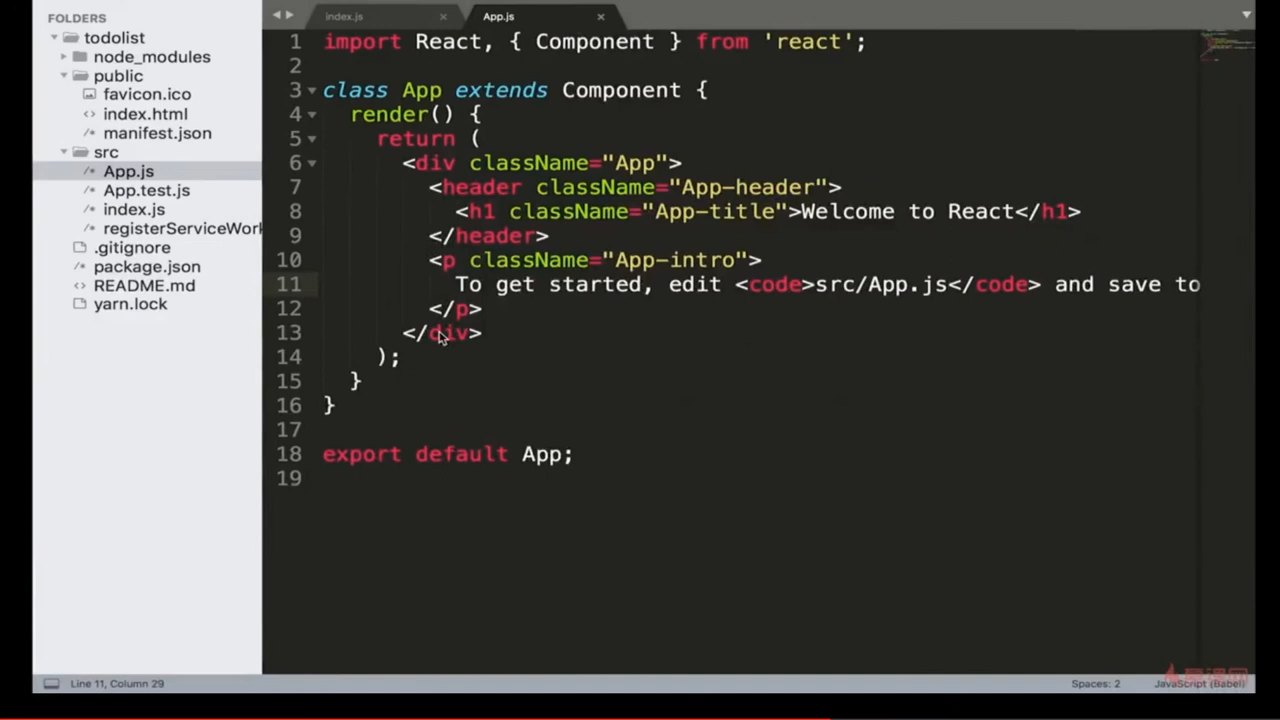 FOLDERS
todolist
node_modules
public
favicon.ico
index.html
manifest.json
src
App.js
App.test.js
index.js
registerServiceWork
.gitignore
package.json
README.md
yarn.lock
index.js
App.js
1 import React, { Component } from 'react';
2
3 class App extends Component {
4 render() {
5 return (
6 <div className="App">
7 <header className="App-header">
8 <h1 className="App-title">Welcome to React</h1>
9 </header>
10 <p className="App-intro">
11 To get started, edit <code>src/App.js</code> and save to
12 </p>
13 </div>
14 );
15 }
16 }
17
18 export default App;
19
Line 11, Column 29
Spaces: 2
JavaScript (Babel)